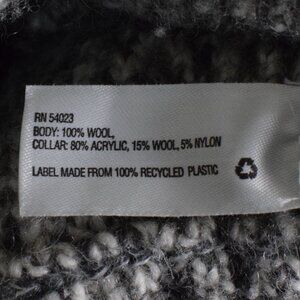 RN 54023
BODY: 100% WOOL,
COLLAR: 80% ACRYLIC, 15% WOOL, 5% NYLON
LABEL MADE FROM 100% RECYCLED PLASTIC